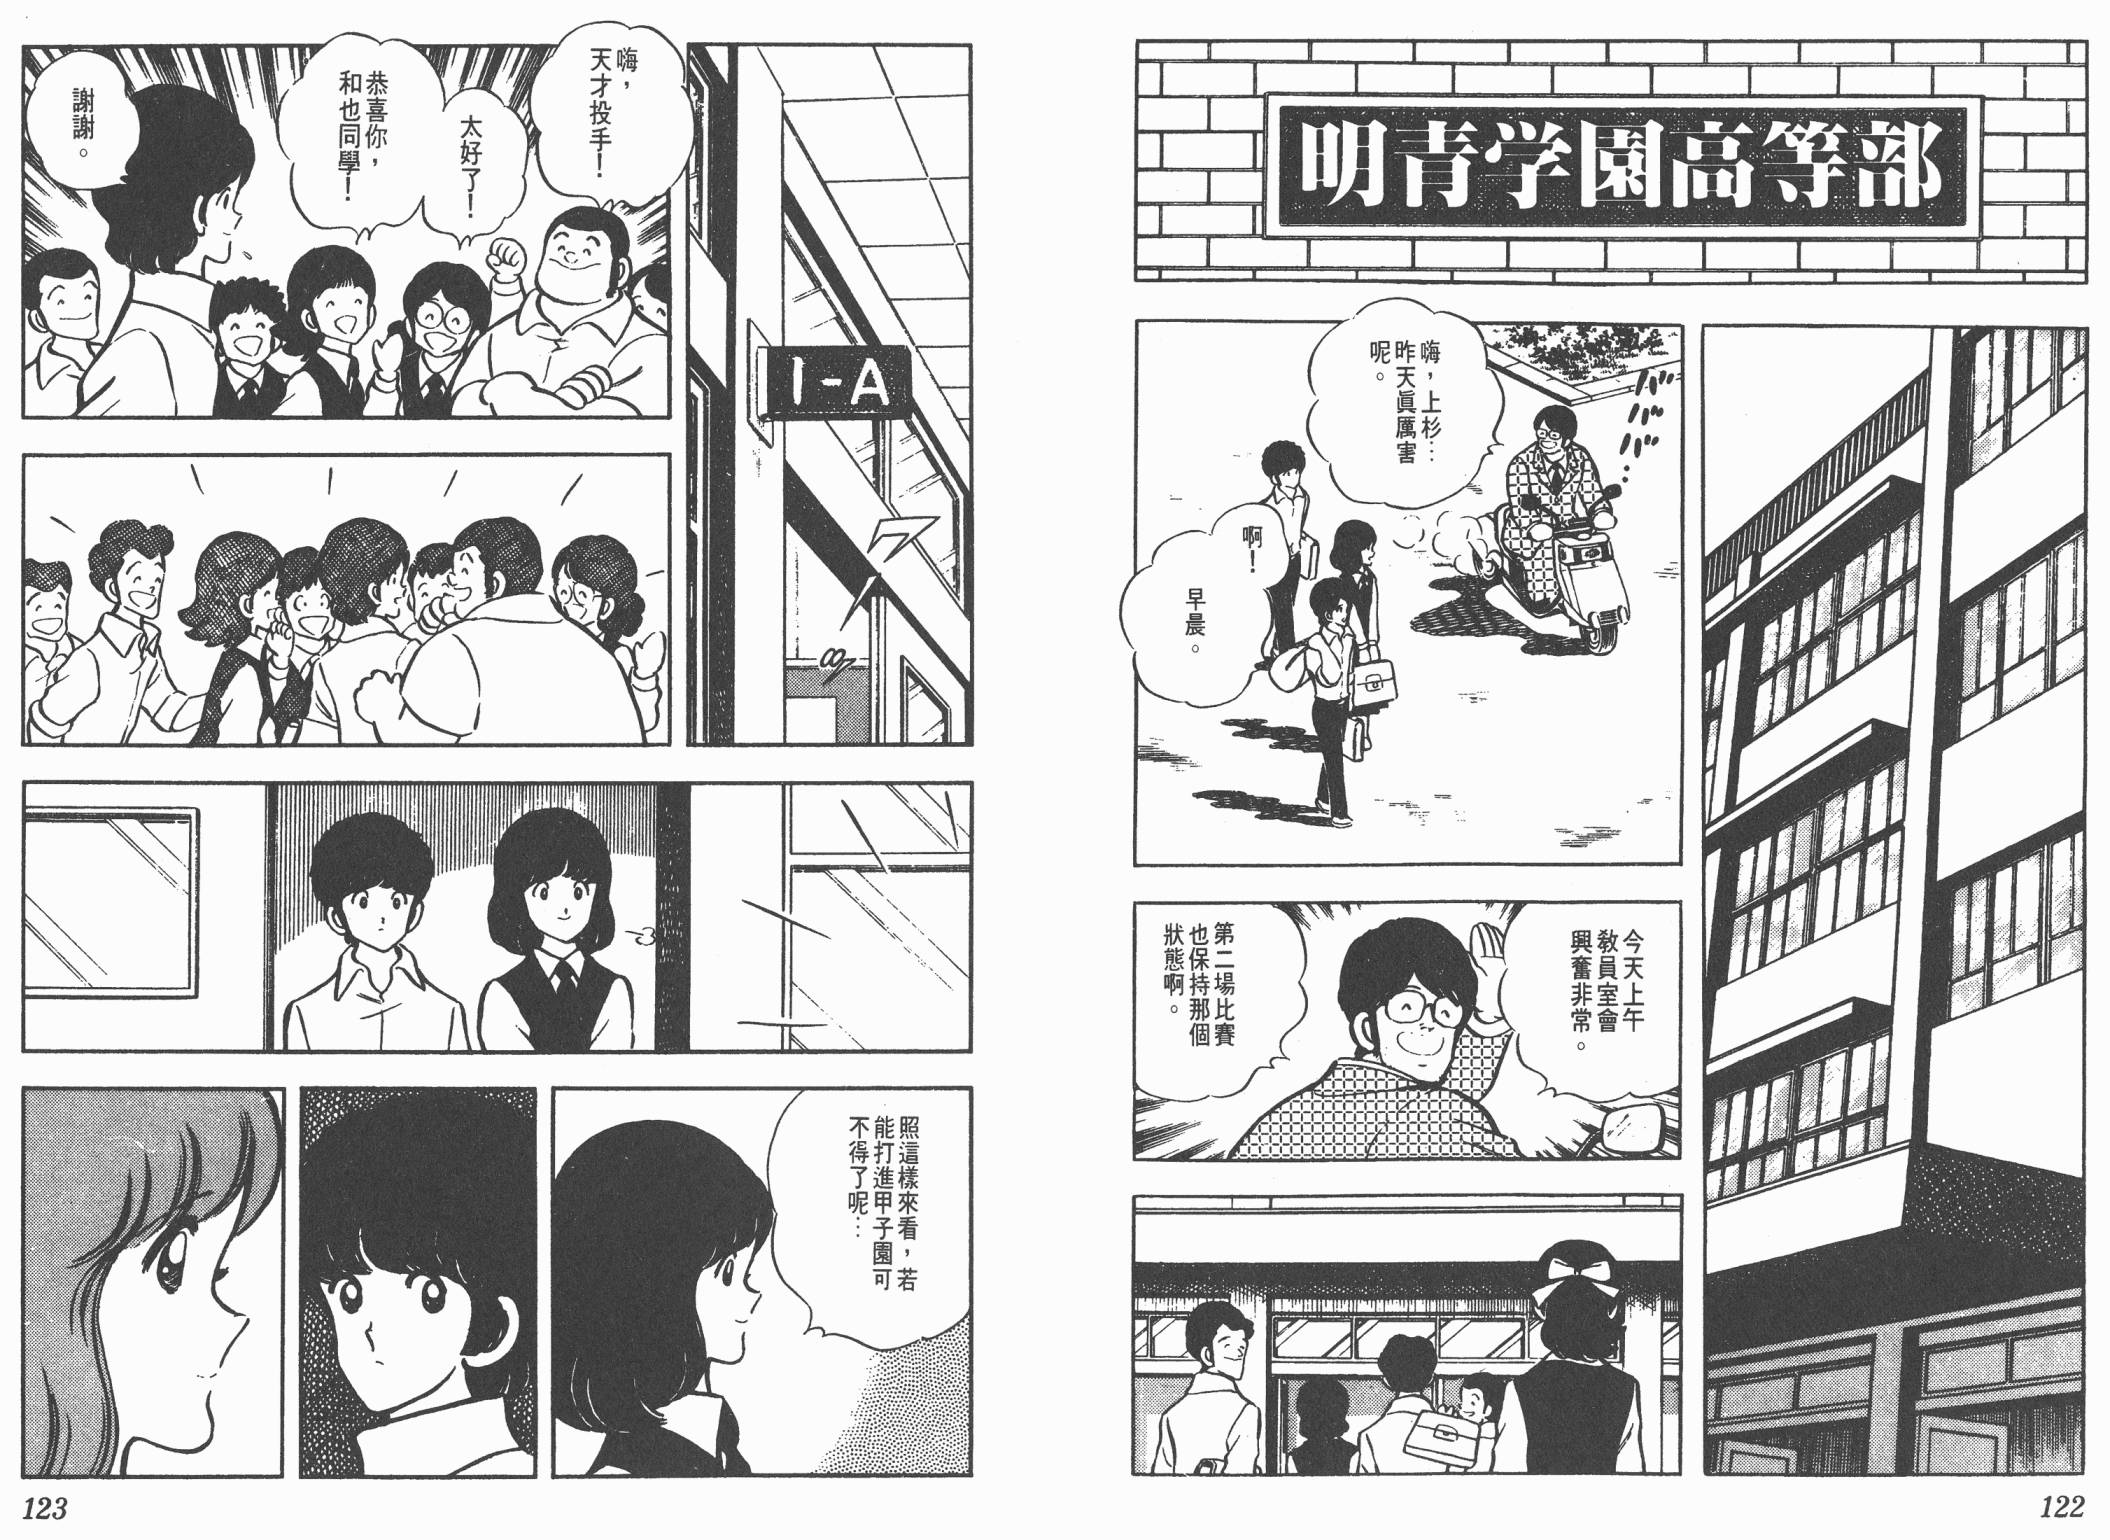 明青学園高等部
嗨，上杉…
昨天眞厲害
呢。
啊！
早晨。
今天上午
敎員室會
興奮非常。
第二場比賽
也保持那個
狀態啊。
122
1-A
嗨，
天才投手！
太好了！
恭喜你，
和也同學！
謝謝。
照這樣來看，若
能打進甲子園可
不得了呢…
123